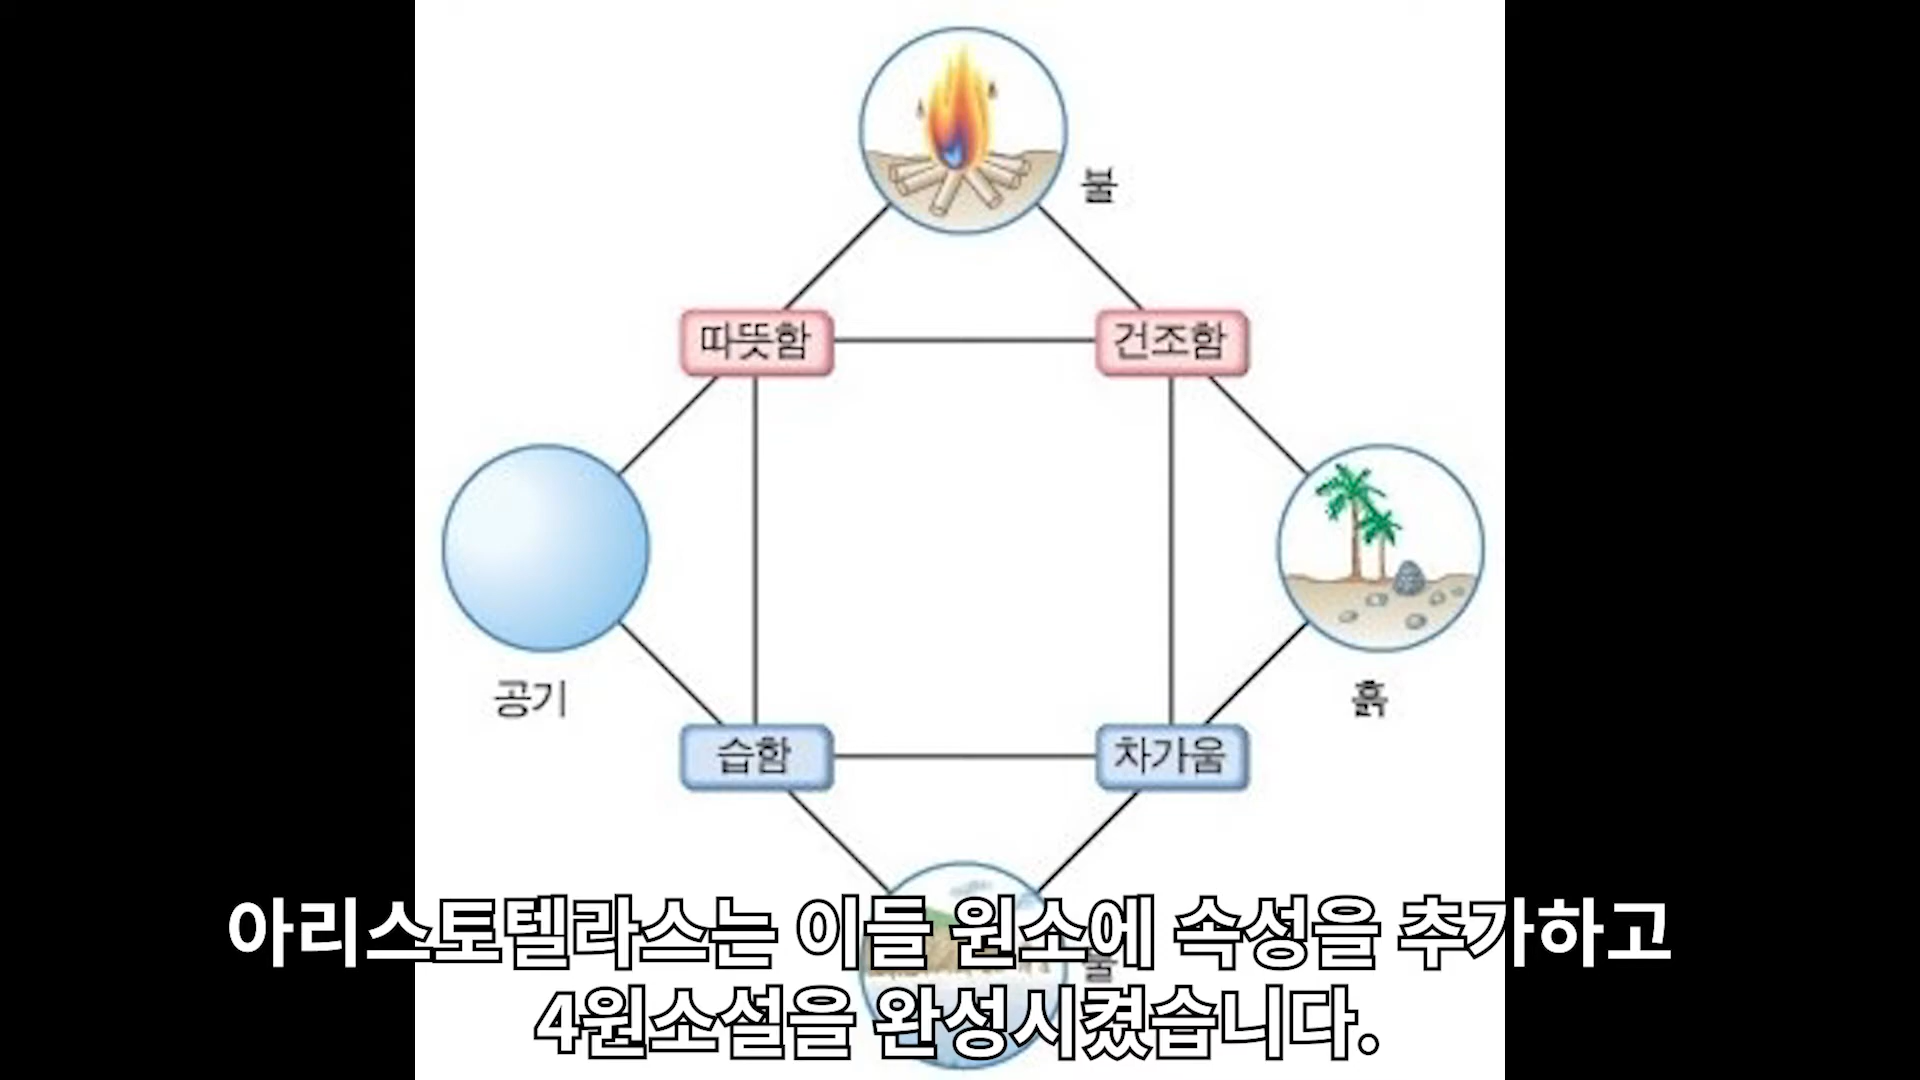 불
따뜻함
건조함
공기
흙
습함
차가움
물
아리스토텔라스는 이들 원소에 속성을 추가하고
4원소설을 완성시켰습니다.